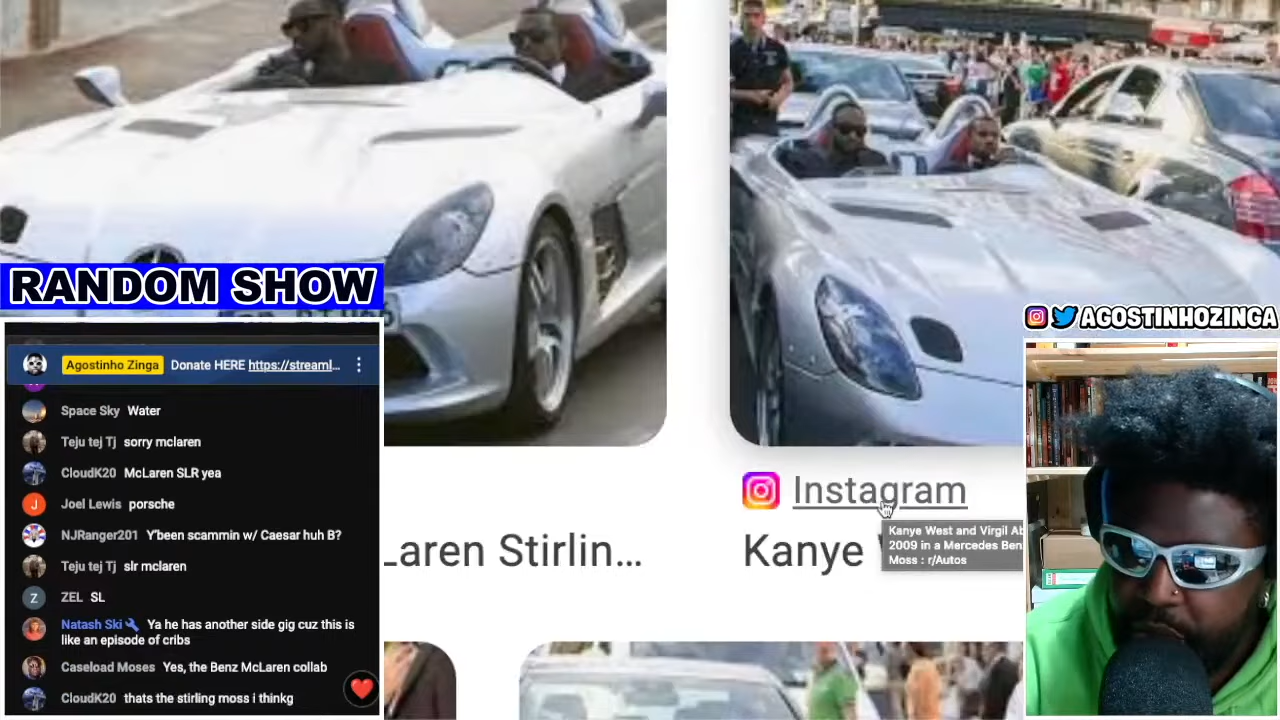 RANDOM SHOW
Agostinho Zinga Donate HERE https://streaml...
Space Sky Water
Teju tej Tj sorry mclaren
CloudK20 McLaren SLR yea
J Joel Lewis porsche
NJRanger201 Y'been scammin w/ Caesar huh B?
Teju tej Tj slr mclaren
Z ZEL SL
Natash Ski Ya he has another side gig cuz this is
like an episode of cribs
Caseload Moses Yes, the Benz McLaren collab
CloudK20 thats the stirling moss i thinkg
Laren Stirlin...
Instagram
Kanye
Kanye West and Virgil Ab
2009 in a Mercedes Ben
Moss : r/Autos
AGOSTINHOZINGA